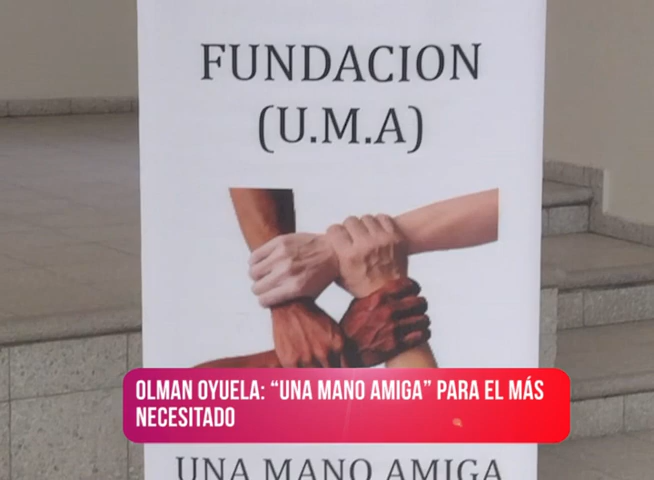 FUNDACION
(U.M.A)
OLMAN OYUELA: “UNA MANO AMIGA” PARA EL MÁS
NECESITADO
UNA MANO AMIGA